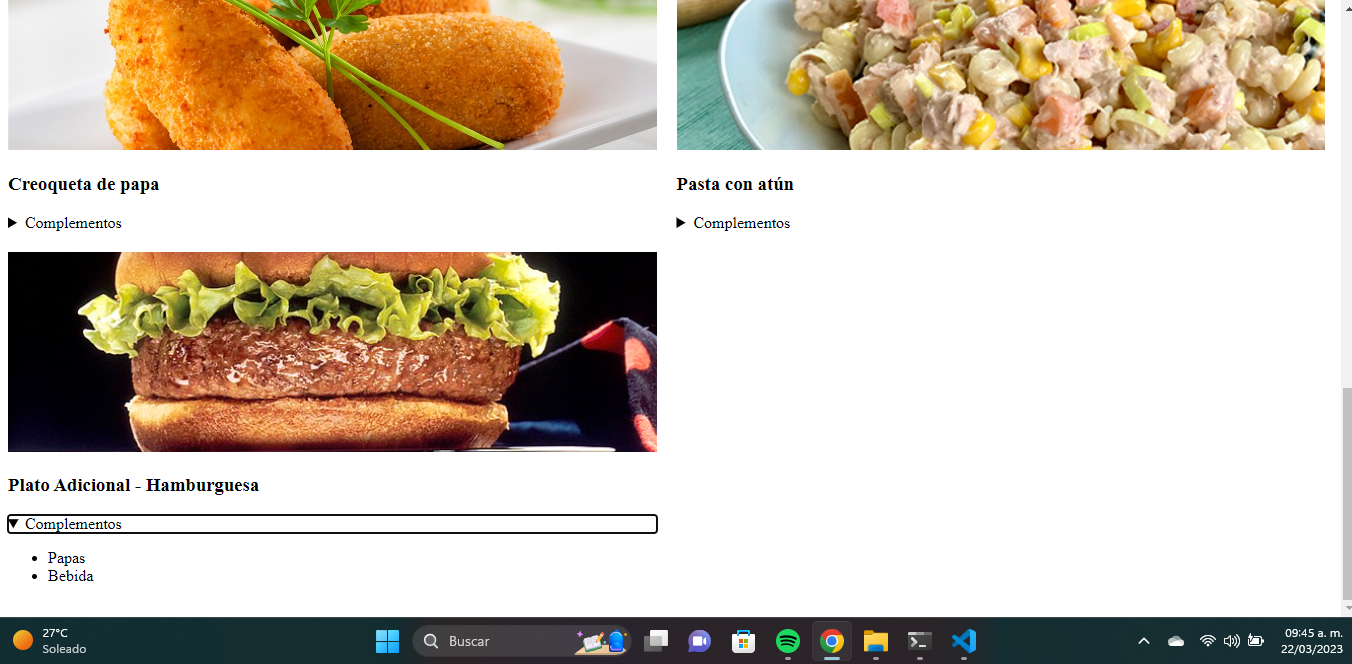 Creoqueta de papa
Pasta con atún
Complementos
Complementos
Plato Adicional - Hamburguesa
Complementos
Papas
Bebida
27°C
Soleado
Buscar
09:45 a. m.
22/03/2023